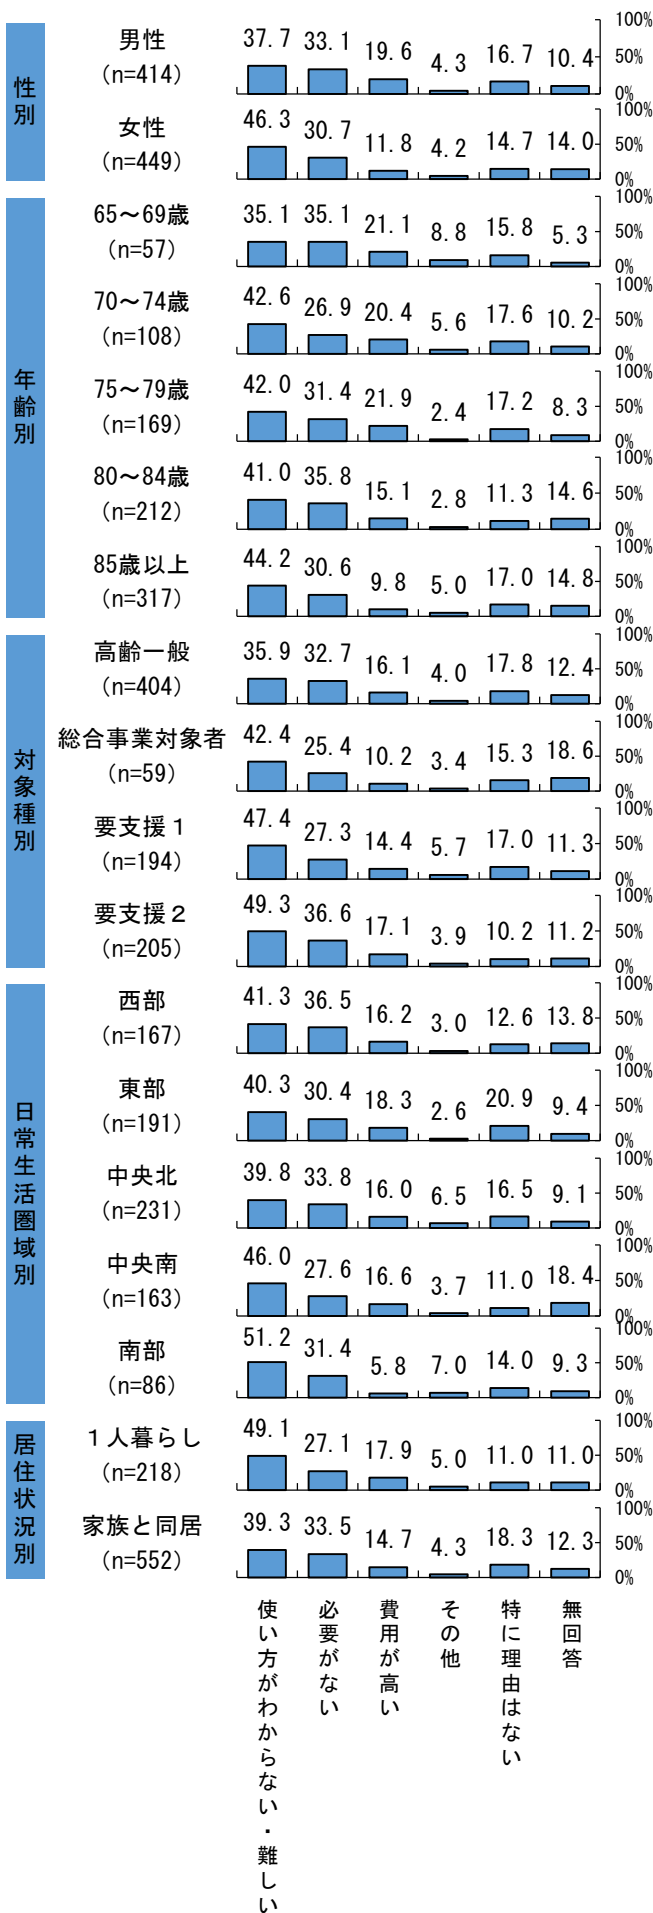 性別
男性
（n=414）
37.7 33.1 19.6 4.3 16.7 10.4
100%
50%
0%
女性
（n=449）
46.3 30.7 11.8 4.2 14.7 14.0
100%
50%
0%
年齢別
65～69歳
（n=57）
35.1 35.1 21.1 8.8 15.8 5.3
100%
50%
0%
70～74歳
（n=108）
42.6 26.9 20.4 5.6 17.6 10.2
100%
50%
0%
75～79歳
（n=169）
42.0 31.4 21.9 2.4 17.2 8.3
100%
50%
0%
80～84歳
（n=212）
41.0 35.8 15.1 2.8 11.3 14.6
100%
50%
0%
85歳以上
（n=317）
44.2 30.6 9.8 5.0 17.0 14.8
100%
50%
0%
対象種別
高齢一般
（n=404）
35.9 32.7 16.1 4.0 17.8 12.4
100%
50%
0%
総合事業対象者
（n=59）
42.4 25.4 10.2 3.4 15.3 18.6
100%
50%
0%
要支援１
（n=194）
47.4 27.3 14.4 5.7 17.0 11.3
100%
50%
0%
要支援２
（n=205）
49.3 36.6 17.1 3.9 10.2 11.2
100%
50%
0%
日常生活圏域別
西部
（n=167）
41.3 36.5 16.2 3.0 12.6 13.8
100%
50%
0%
東部
（n=191）
40.3 30.4 18.3 2.6 20.9 9.4
100%
50%
0%
中央北
（n=231）
39.8 33.8 16.0 6.5 16.5 9.1
100%
50%
0%
中央南
（n=163）
46.0 27.6 16.6 3.7 11.0 18.4
100%
50%
0%
南部
（n=86）
51.2 31.4 5.8 7.0 14.0 9.3
100%
50%
0%
居住状況別
１人暮らし
（n=218）
49.1 27.1 17.9 5.0 11.0 11.0
100%
50%
0%
家族と同居
（n=552）
39.3 33.5 14.7 4.3 18.3 12.3
100%
50%
0%
使い方がわからない・難しい
必要がない
費用が高い
その他
特に理由はない
無回答